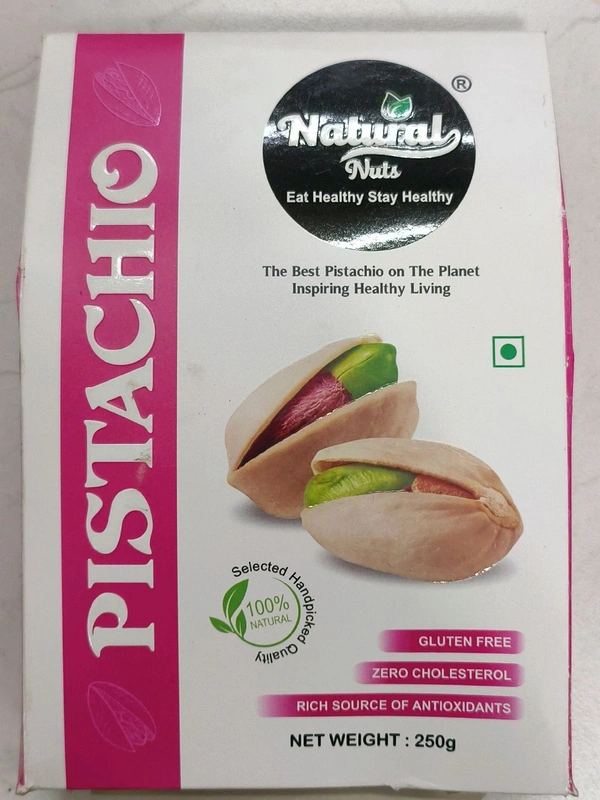 PISTACHIO
®
Natural
Nuts
Eat Healthy Stay Healthy
The Best Pistachio on The Planet
Inspiring Healthy Living
Selected Handpicked Quality
100%
NATURAL
GLUTEN FREE
ZERO CHOLESTEROL
RICH SOURCE OF ANTIOXIDANTS
NET WEIGHT : 250g